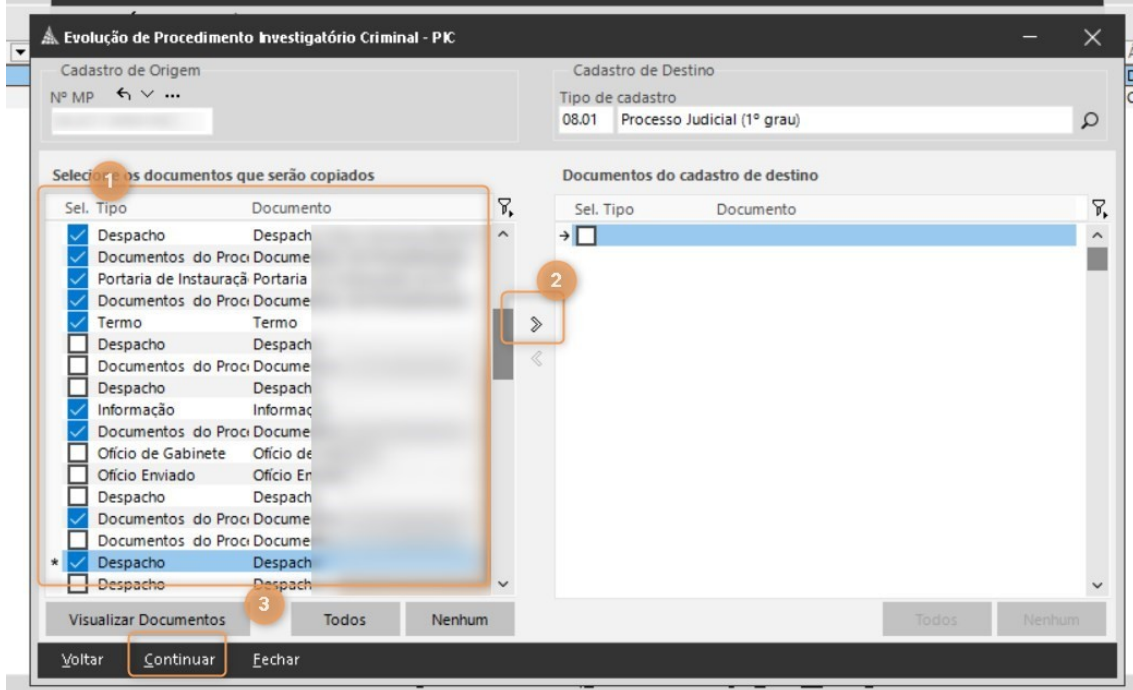 Evolução de Procedimento Investigatório Criminal - PIC
Cadastro de Origem
Nº MP
Cadastro de Destino
Tipo de cadastro
08.01 Processo Judicial (1º grau)
Selecione os documentos que serão copiados
1
Sel. Tipo Documento
Despacho Despach
Documentos do Proc Docume
Portaria de Instauraçã Portaria
Documentos do Proc Docume
Termo Termo
Despacho Despach
Documentos do Proc Docume
Despacho Despach
Informação Informaç
Documentos do Proc Docume
Ofício de Gabinete Ofício de
Ofício Enviado Ofício En
Despacho Despach
Documentos do Proc Docume
Documentos do Proc Docume
* Despacho Despach
Despacho Despach
2
Documentos do cadastro de destino
Sel. Tipo Documento
3
Visualizar Documentos Todos Nenhum
Todos Nenhum
Voltar Continuar Fechar